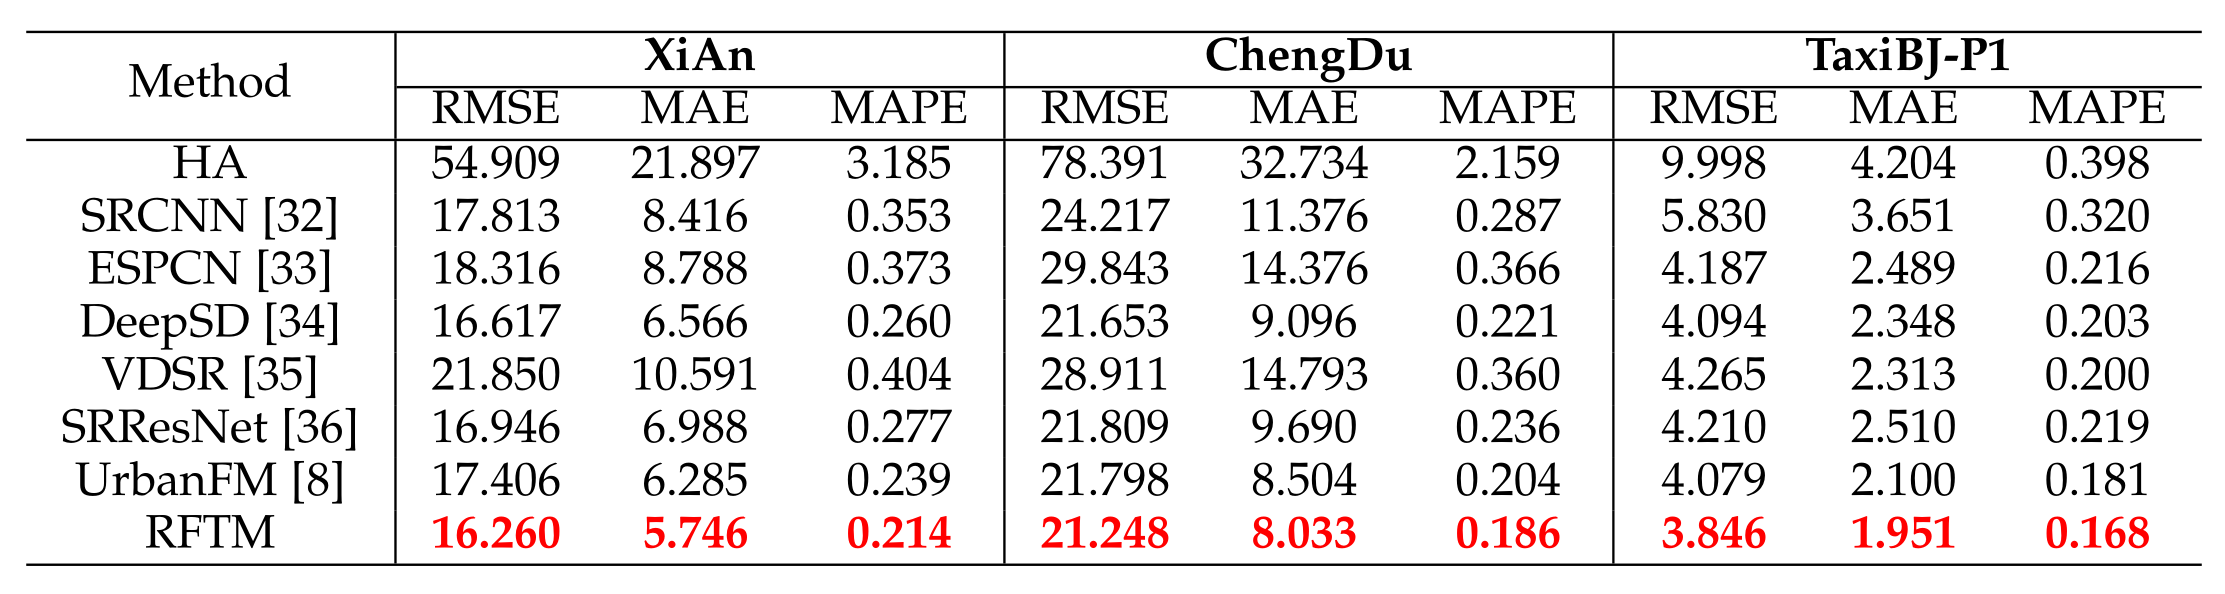 Method XiAn ChengDu TaxiBJ-P1
RMSE MAE MAPE RMSE MAE MAPE RMSE MAE MAPE
HA 54.909 21.897 3.185 78.391 32.734 2.159 9.998 4.204 0.398
SRCNN [32] 17.813 8.416 0.353 24.217 11.376 0.287 5.830 3.651 0.320
ESPCN [33] 18.316 8.788 0.373 29.843 14.376 0.366 4.187 2.489 0.216
DeepSD [34] 16.617 6.566 0.260 21.653 9.096 0.221 4.094 2.348 0.203
VDSR [35] 21.850 10.591 0.404 28.911 14.793 0.360 4.265 2.313 0.200
SRResNet [36] 16.946 6.988 0.277 21.809 9.690 0.236 4.210 2.510 0.219
UrbanFM [8] 17.406 6.285 0.239 21.798 8.504 0.204 4.079 2.100 0.181
RFTM 16.260 5.746 0.214 21.248 8.033 0.186 3.846 1.951 0.168